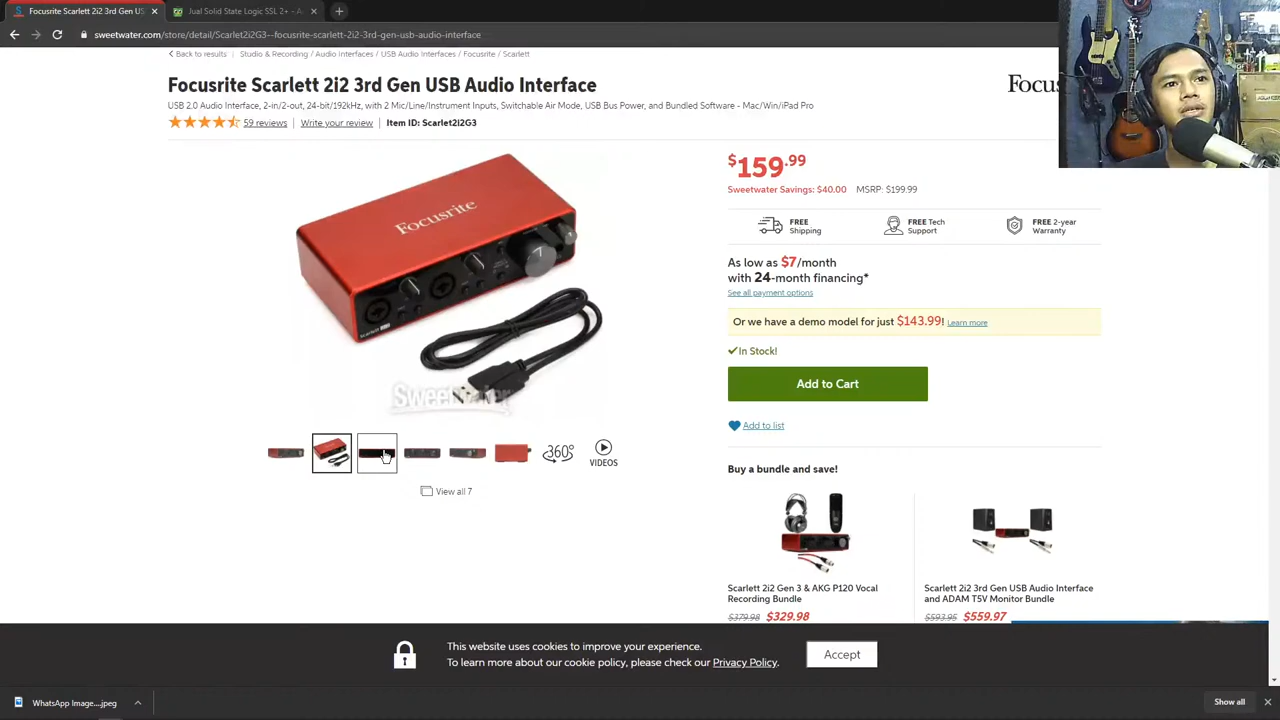 Focusrite Scarlett 2i2 3rd Gen US
Jual Solid State Logic SSL 2+ - A
sweetwater.com/store/detail/Scarlet2i2G3--focusrite-scarlett-2i2-3rd-gen-usb-audio-interface
Back to results
Studio & Recording / Audio Interfaces / USB Audio Interfaces / Focusrite / Scarlett
Focusrite Scarlett 2i2 3rd Gen USB Audio Interface
USB 2.0 Audio Interface, 2-in/2-out, 24-bit/192kHz, with 2 Mic/Line/Instrument Inputs, Switchable Air Mode, USB Bus Power, and Bundled Software - Mac/Win/iPad Pro
59 reviews
Write your review
Item ID: Scarlet2i2G3
Focusrite
Sweetwater
360°
VIDEOS
View all 7
$159.99
Sweetwater Savings: $40.00 MSRP: $199.99
FREE
Shipping
FREE Tech
Support
FREE 2-year
Warranty
As low as $7/month
with 24-month financing*
See all payment options
Or we have a demo model for just $143.99! Learn more
In Stock!
Add to Cart
Add to list
Buy a bundle and save!
Scarlett 2i2 Gen 3 & AKG P120 Vocal
Recording Bundle
$379.98 $329.98
Scarlett 2i2 3rd Gen USB Audio Interface
and ADAM T5V Monitor Bundle
$593.95 $559.97
This website uses cookies to improve your experience.
To learn more about our cookie policy, please check our Privacy Policy.
Accept
WhatsApp Image....jpeg
Show all